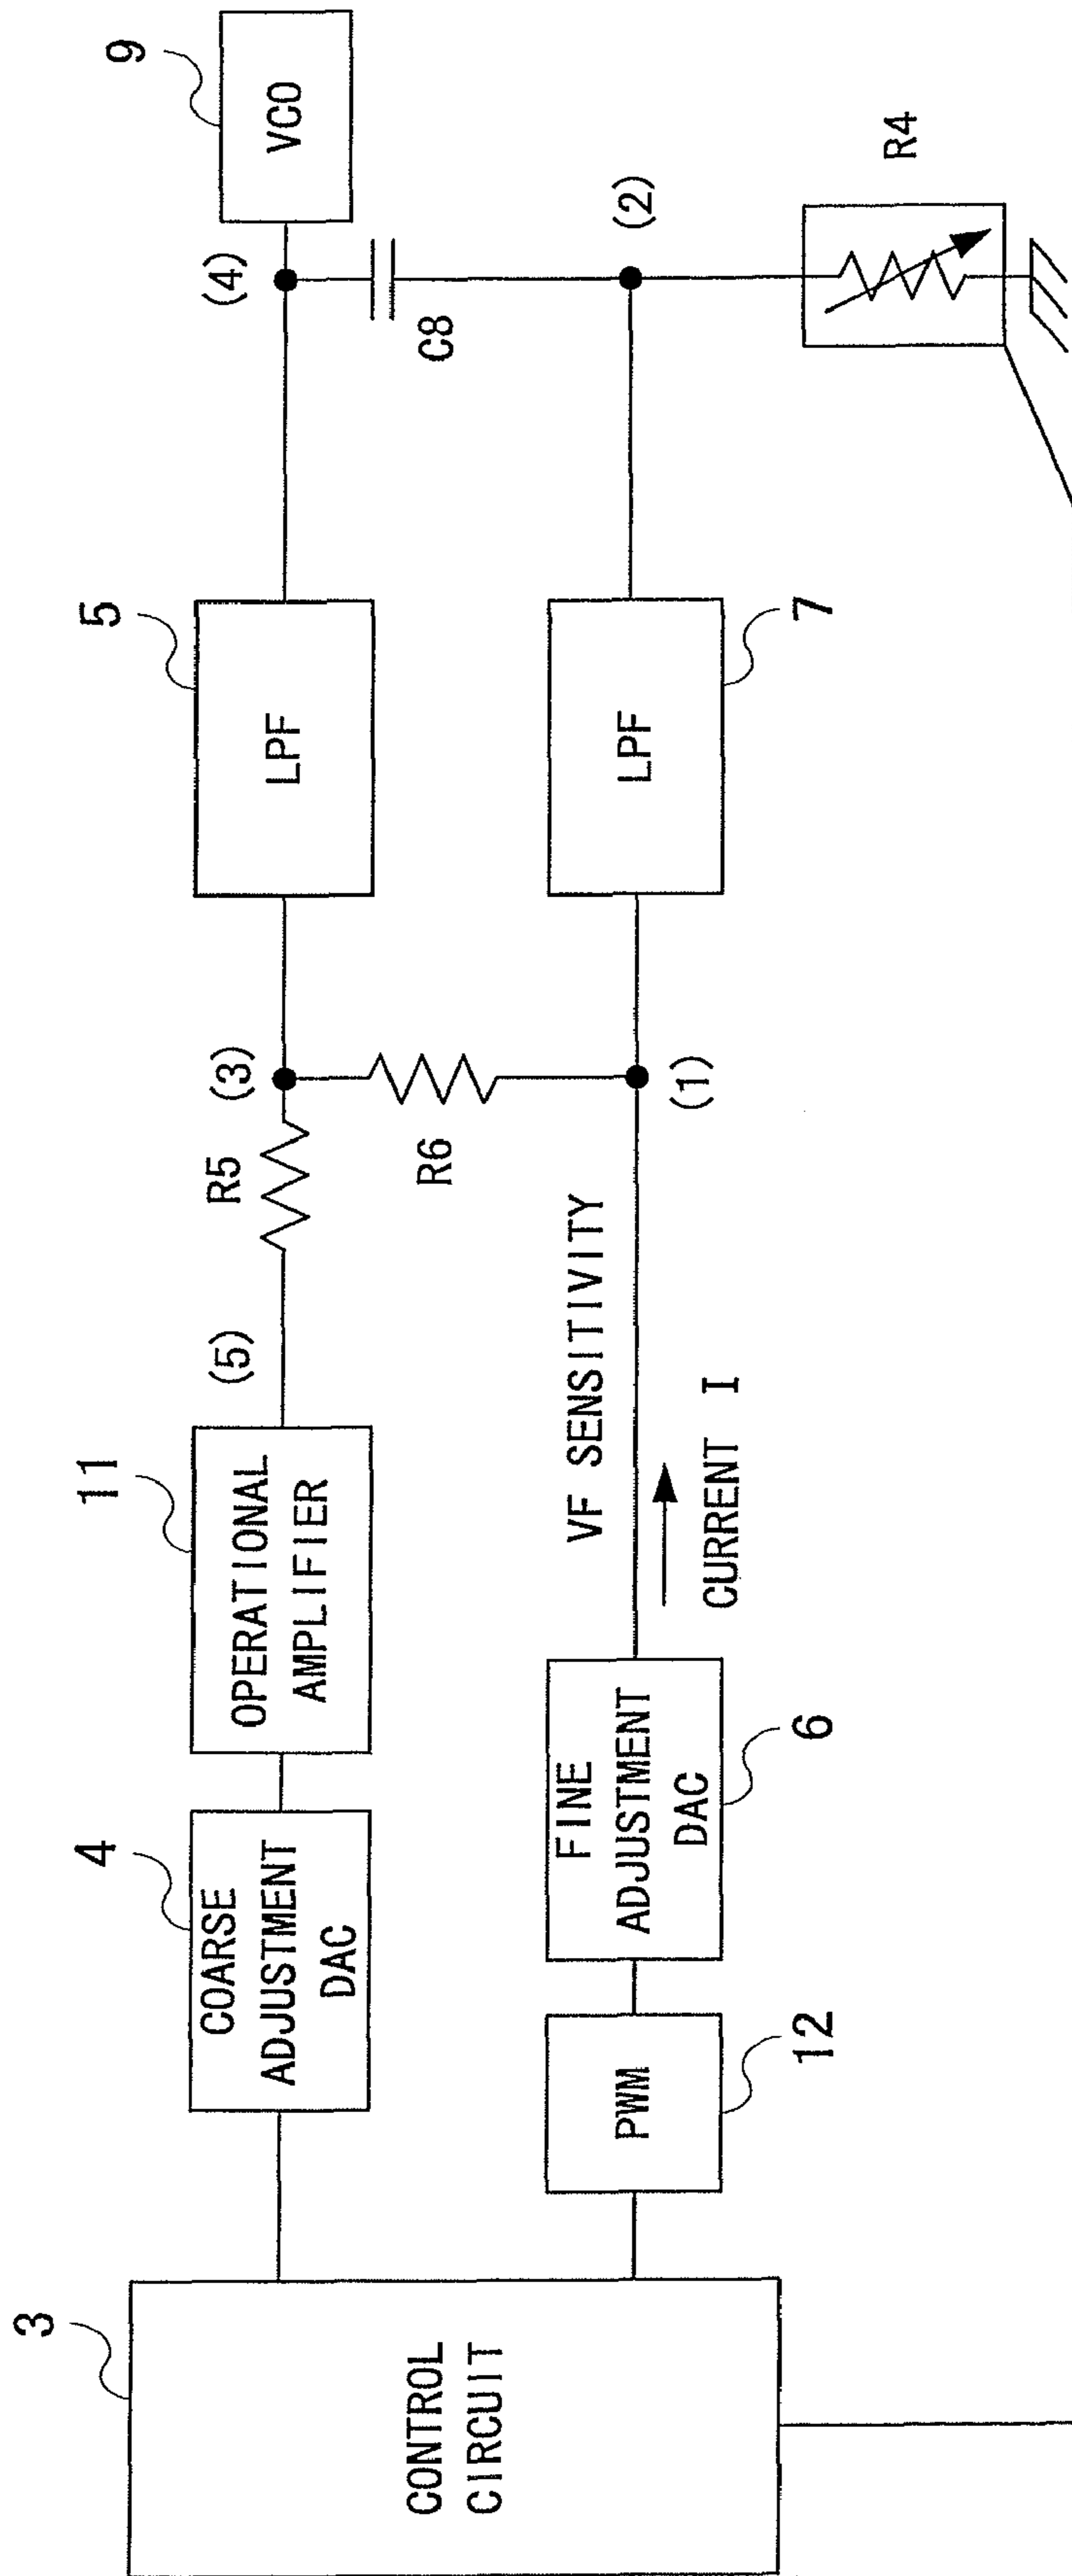 3
CONTROL
CIRCUIT
4
COARSE
ADJUSTMENT
DAC
11
OPERATIONAL
AMPLIFIER
(5)
R5
(3)
5
LPF
(4)
9
VCO
C8
R6
12
PWM
6
FINE
ADJUSTMENT
DAC
VF SENSITIVITY
CURRENT I
(1)
7
LPF
(2)
R4